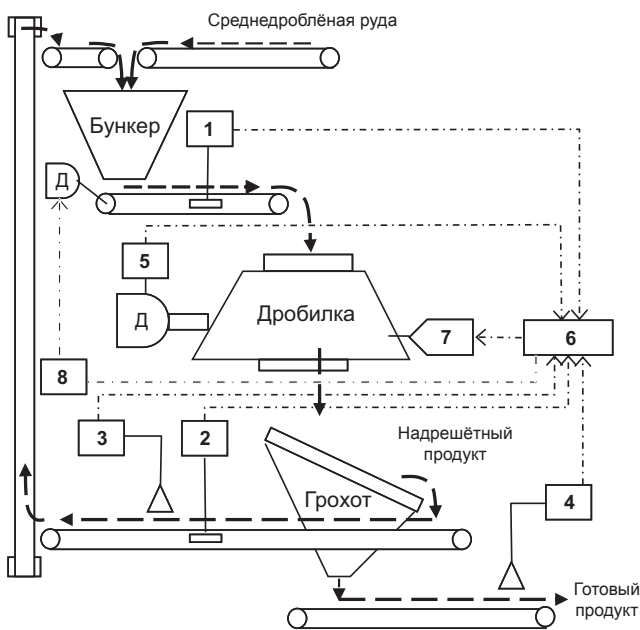 Среднедроблёная руда
Бункер
1
Д
5
Д
Дробилка
7
6
8
3
2
Надрешётный
продукт
4
Грохот
Готовый
продукт